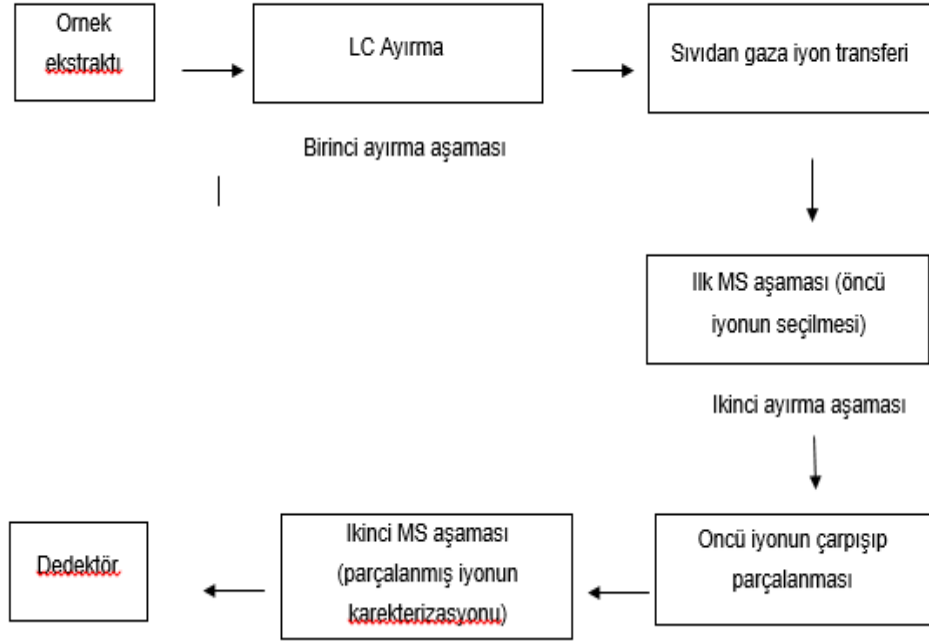 Ornek
ekstraktı
LC Ayırma
Sıvıdan gaza iyon transferi
Birinci ayırma aşaması
Ilk MS aşaması (öncü
iyonun seçilmesi)
Ikinci ayırma aşaması
Oncü iyonun çarpışıp
parçalanması
Ikinci MS aşaması
(parçalanmış iyonun
karekterizasyonu)
Dedektör